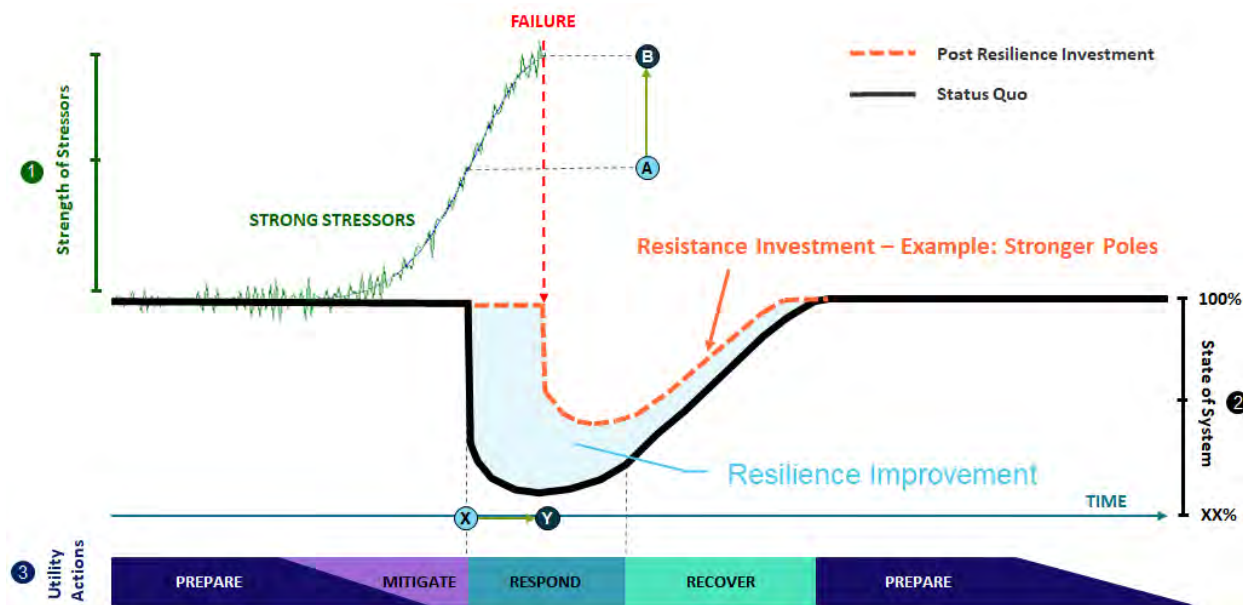 FAILURE
B
Post Resilience Investment
Status Quo
1
Strength of Stressors
A
STRONG STRESSORS
Resistance Investment – Example: Stronger Poles
100%
State of System
2
Resilience Improvement
TIME
X
Y
XX%
3
Utility
Actions
PREPARE
MITIGATE
RESPOND
RECOVER
PREPARE